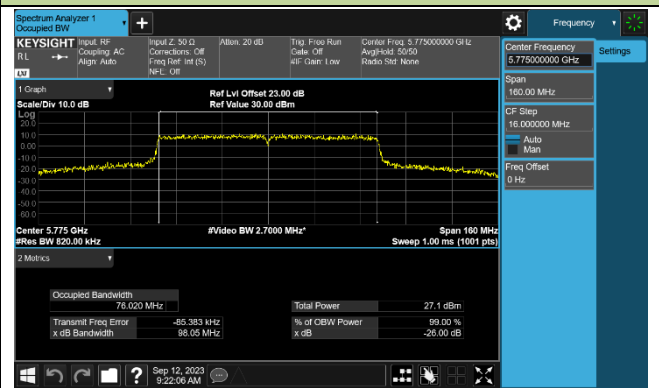 Spectrum Analyzer 1
Occupied BW
Frequency
KEYSIGHT
Input: RF
Input Z: 50 Ω
Atten: 20 dB
Trig: Free Run
Center Freq: 5.775000000 GHz
RL
Coupling: AC
Corrections: Off
Gate: Off
Avg|Hold: 50/50
Align: Auto
Freq Ref: Int (S)
#IF Gain: Low
Radio Std: None
NFE: Off
LXI
Center Frequency
5.775000000 GHz
Settings
Span
160.00 MHz
CF Step
16.000000 MHz
Auto
Man
Freq Offset
0 Hz
1 Graph
Ref Lvl Offset 23.00 dB
Scale/Div 10.0 dB
Ref Value 30.00 dBm
Log
20.0
10.0
0.00
-10.0
-20.0
-30.0
-40.0
-50.0
-60.0
Center 5.775 GHz
#Video BW 2.7000 MHz*
Span 160 MHz
#Res BW 820.00 kHz
Sweep 1.00 ms (1001 pts)
2 Metrics
Occupied Bandwidth
76.020 MHz
Total Power
27.1 dBm
Transmit Freq Error
-85.383 kHz
% of OBW Power
99.00 %
x dB Bandwidth
98.05 MHz
x dB
-26.00 dB
?
Sep 12, 2023
9:22:06 AM